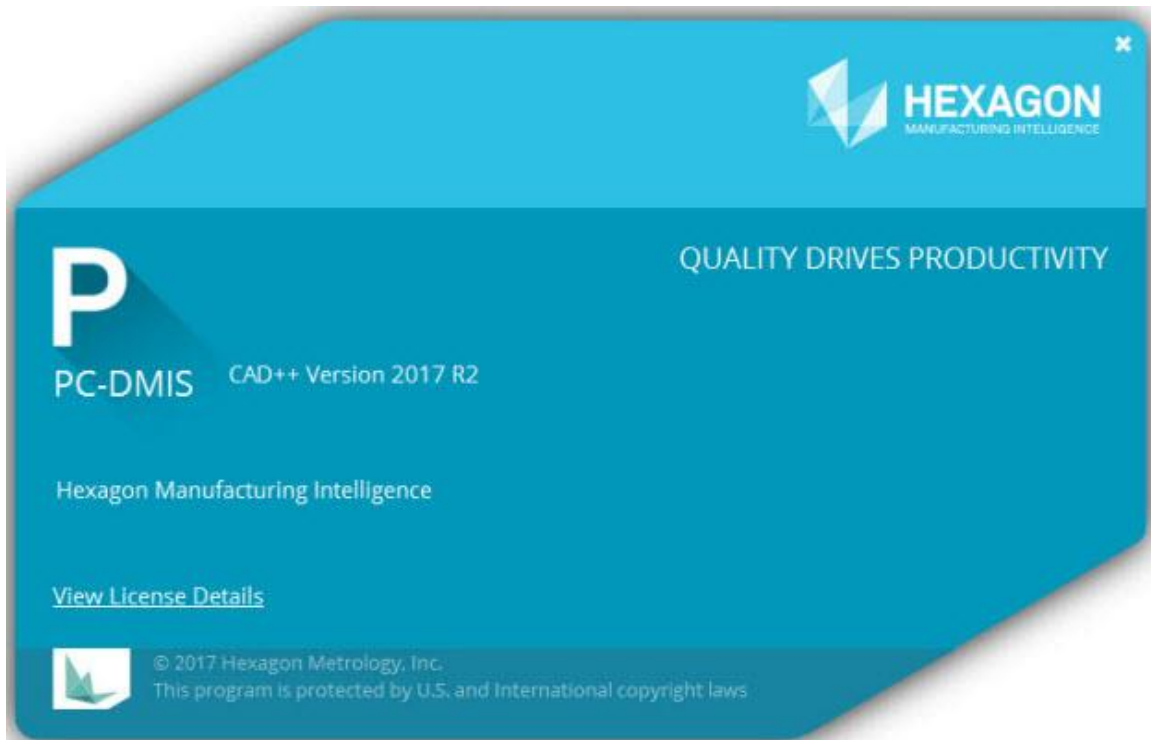 HEXAGON
MANUFACTURING INTELLIGENCE
QUALITY DRIVES PRODUCTIVITY
P
PC-DMIS
CAD++ Version 2017 R2
Hexagon Manufacturing Intelligence
View License Details
© 2017 Hexagon Metrology, Inc.
This program is protected by U.S. and International copyright laws